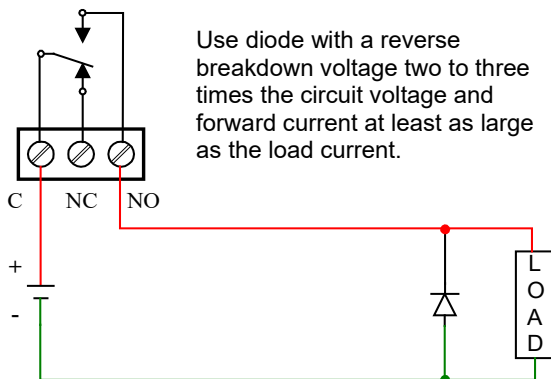 Use diode with a reverse
breakdown voltage two to three
times the circuit voltage and
forward current at least as large
as the load current.
C NC NO
+
-
L
O
A
D